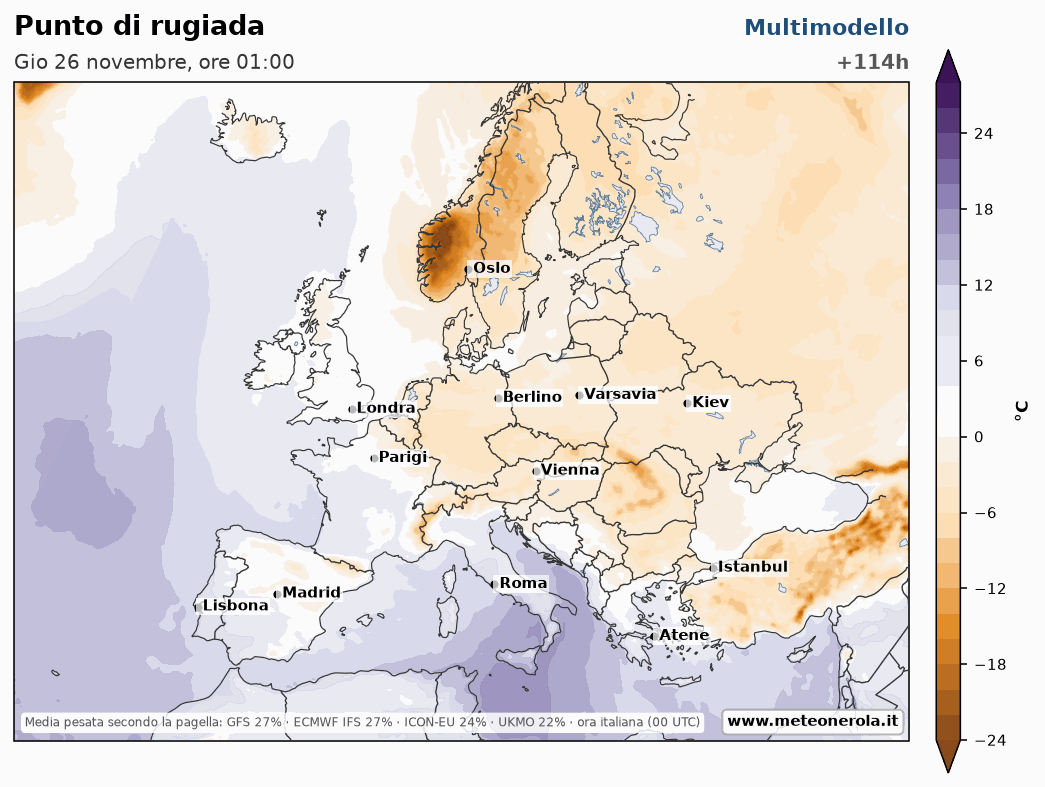 Punto di rugiada
Multimodello
Gio 26 novembre, ore 01:00
+114h
Oslo
Berlino
Varsavia
Kiev
Londra
Parigi
Vienna
Istanbul
Roma
Madrid
Lisbona
Atene
24
18
12
6
0
−6
−12
−18
−24
°C
Media pesata secondo la pagella: GFS 27% · ECMWF IFS 27% · ICON-EU 24% · UKMO 22% · ora italiana (00 UTC)
www.meteonerola.it